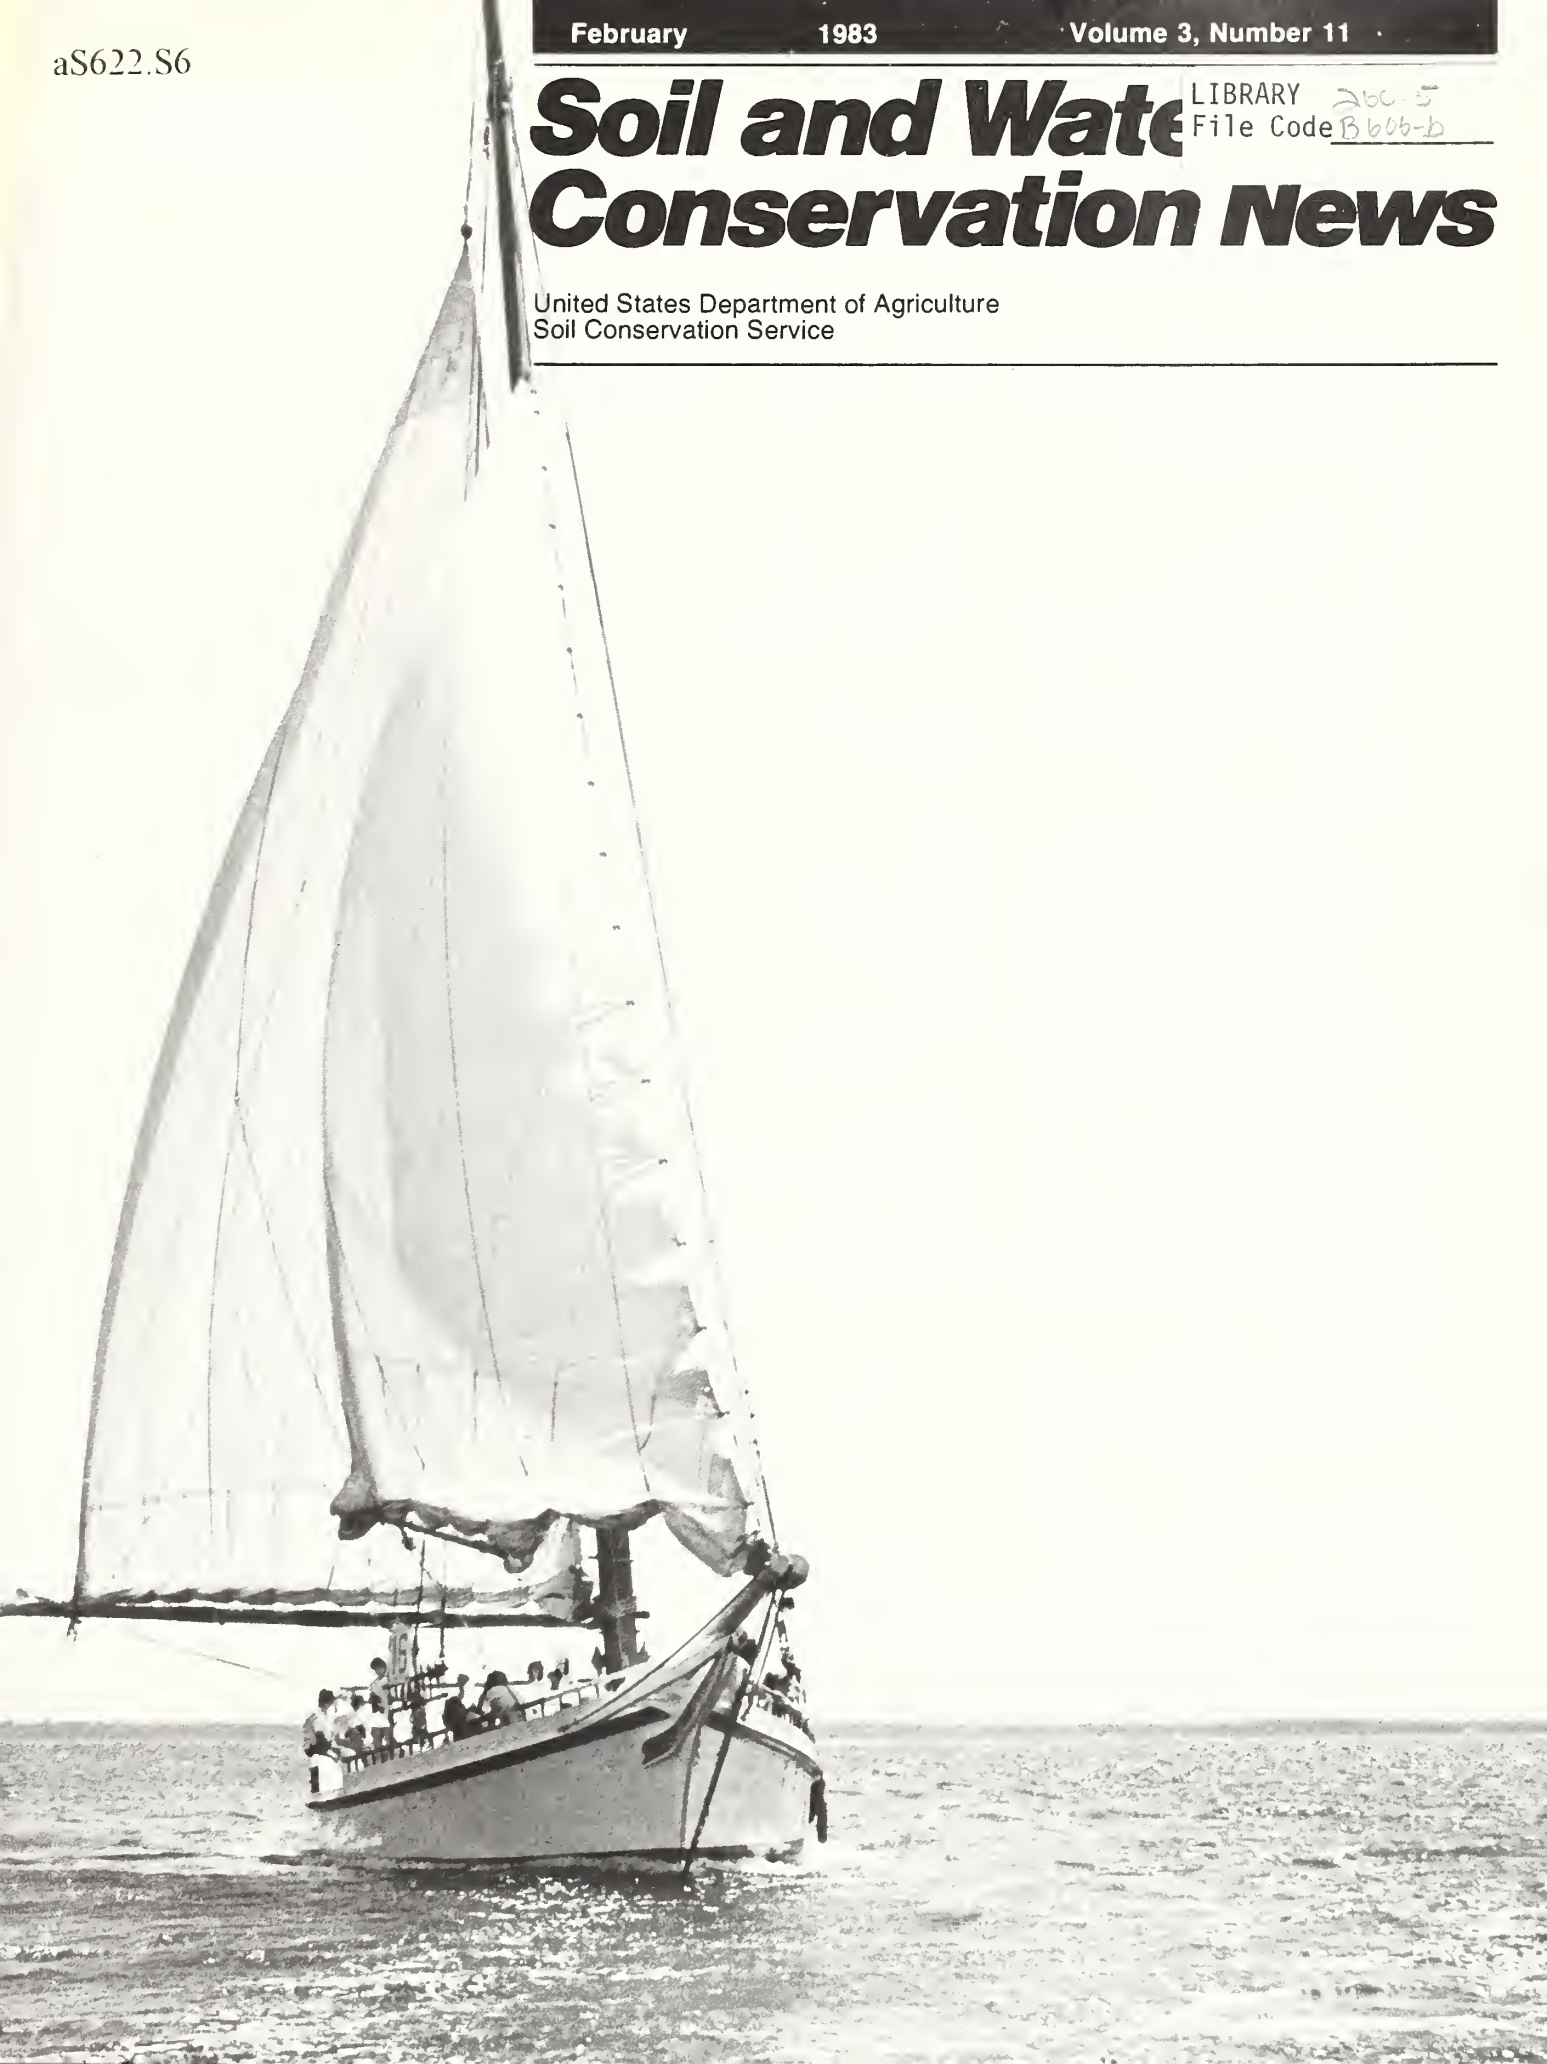 aS622.S6
February 1983 Volume 3, Number 11
Soil and Wate
LIBRARY
File Code
Conservation News
United States Department of Agriculture
Soil Conservation Service